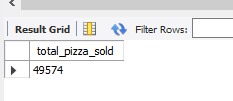 Result Grid Filter Rows:
total_pizza_sold
49574